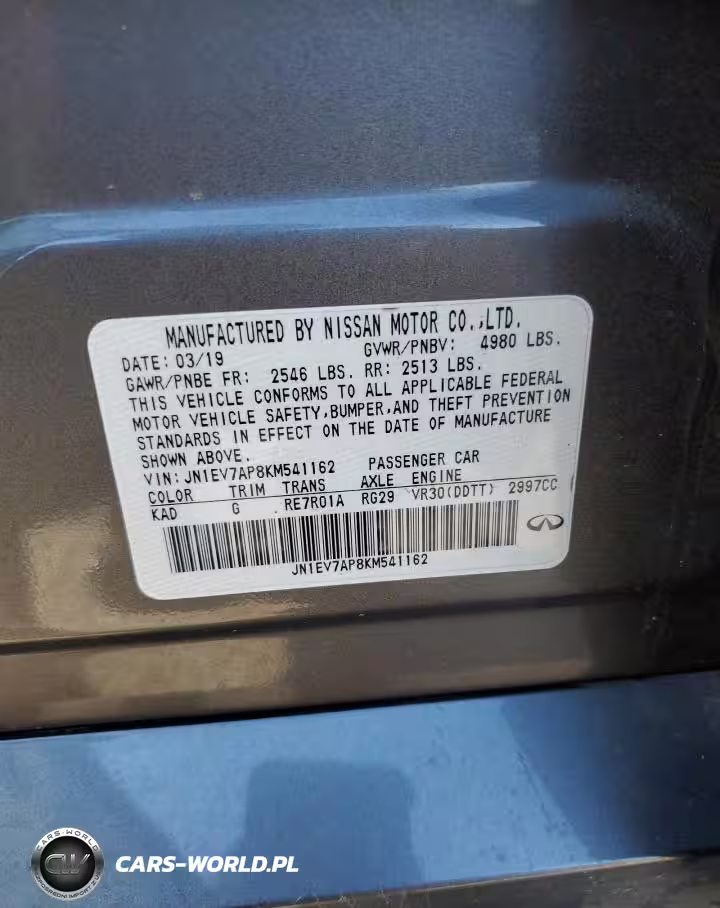 MANUFACTURED BY NISSAN MOTOR CO.,LTD.
DATE: 03/19 GVWR/PNBV: 4980 LBS.
GAWR/PNBE FR: 2546 LBS. RR: 2513 LBS.
THIS VEHICLE CONFORMS TO ALL APPLICABLE FEDERAL
MOTOR VEHICLE SAFETY,BUMPER,AND THEFT PREVENTION
STANDARDS IN EFFECT ON THE DATE OF MANUFACTURE
SHOWN ABOVE.
VIN: JN1EV7AP8KM541162 PASSENGER CAR
COLOR TRIM TRANS AXLE ENGINE
KAD G RE7R01A RG29 VR30(DDTT) 2997CC
JN1EV7AP8KM541162
CARS-WORLD
CW
CARS-WORLD.PL